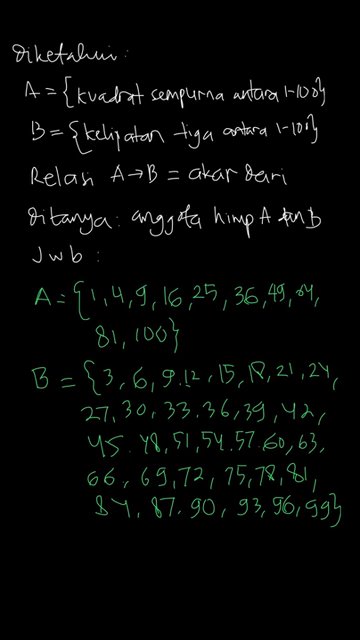 Diketahui:
A = {kuadrat sempurna antara 1-100}
B = {kelipatan tiga antara 1-100}
Relasi A→B = akar dari
Ditanya: anggota himp A dan B
Jwb:
A = {1, 4, 9, 16, 25, 36, 49, 64,
81, 100}
B = {3, 6, 9.12, 15, 18, 21, 24,
27, 30, 33.36, 39, 42,
45.48, 51, 54.57.60, 63,
66, 69, 72, 75, 78, 81,
84, 87.90, 93, 96, 99}